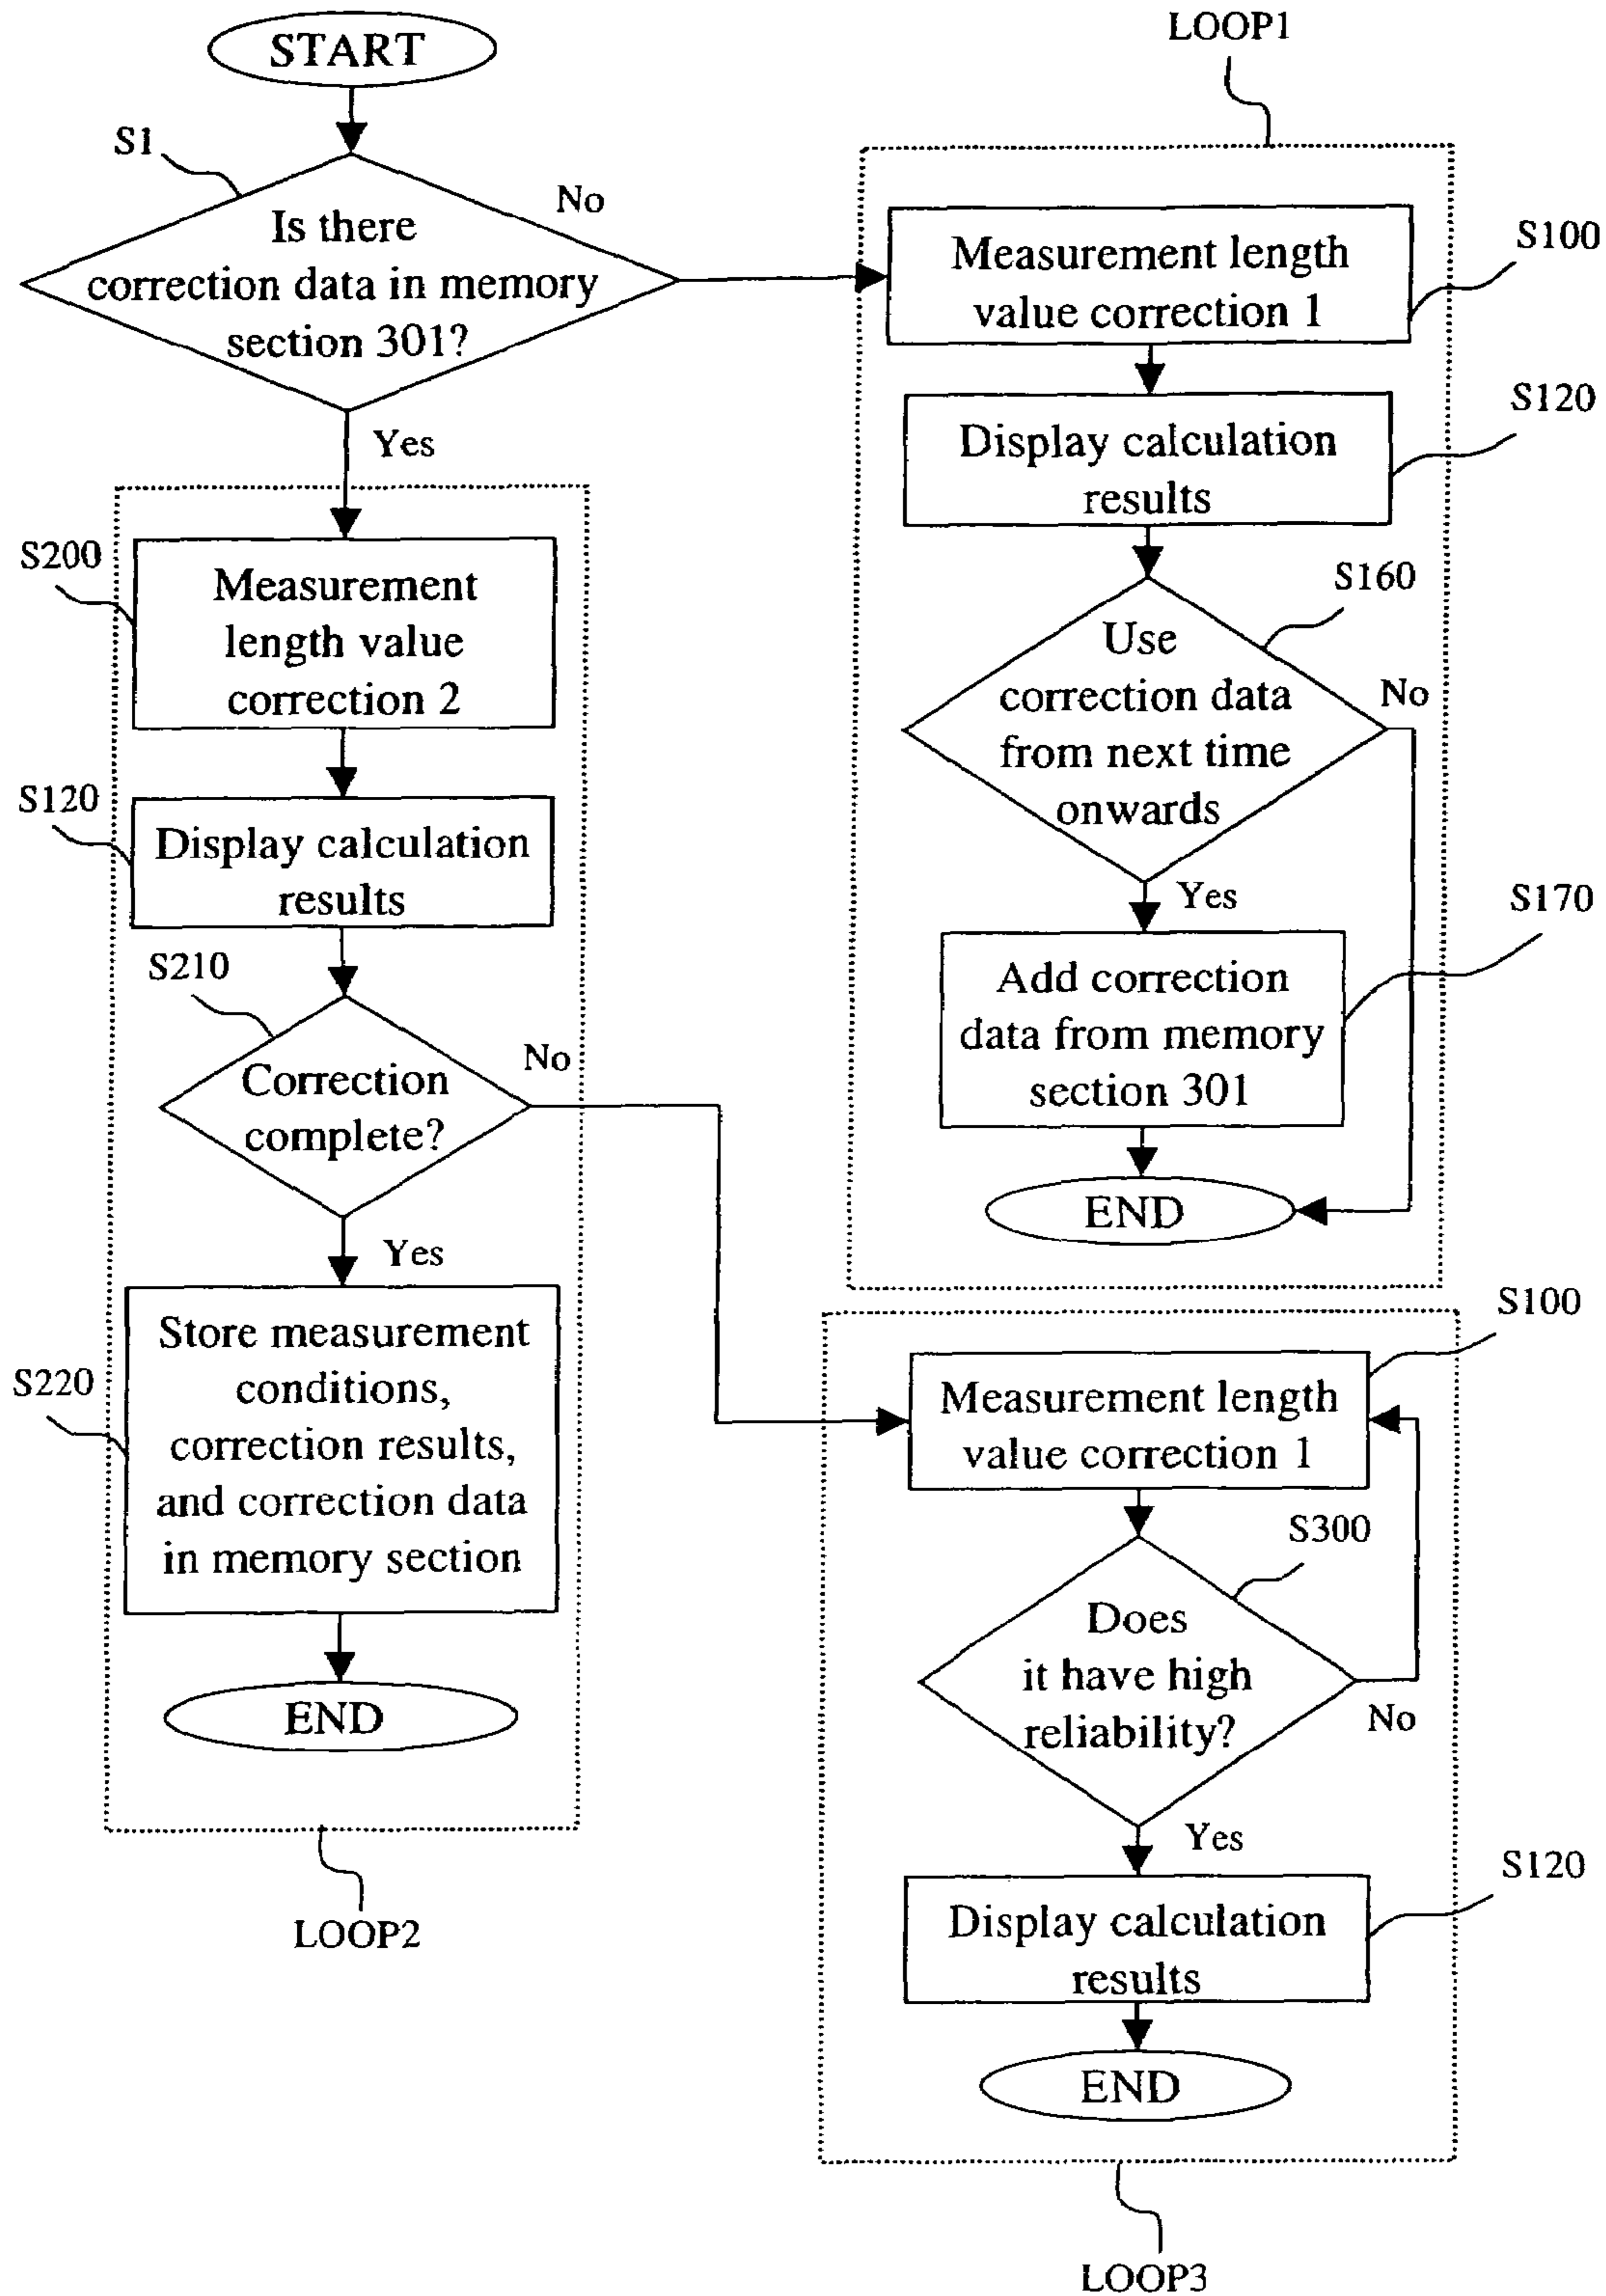 START
S1
Is there
correction data in memory
section 301?
No
Yes
LOOP1
Measurement length
value correction 1
S100
Display calculation
results
S120
S160
Use
correction data
from next time
onwards
No
Yes
S170
Add correction
data from memory
section 301
END
S200
Measurement
length value
correction 2
S120
Display calculation
results
S210
Correction
complete?
No
Yes
S220
Store measurement
conditions,
correction results,
and correction data
in memory section
END
LOOP2
S100
Measurement length
value correction 1
S300
Does
it have high
reliability?
No
Yes
S120
Display calculation
results
END
LOOP3